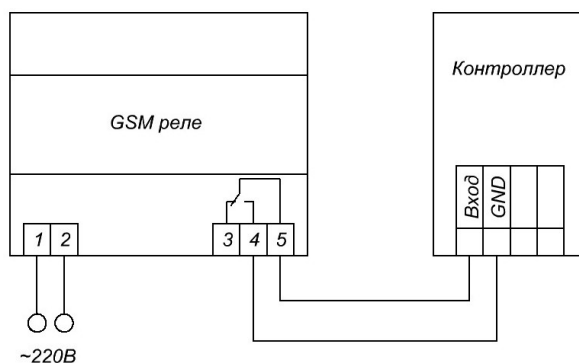 GSM реле
Контроллер
Вход
GND
1 2 3 4 5
~220В